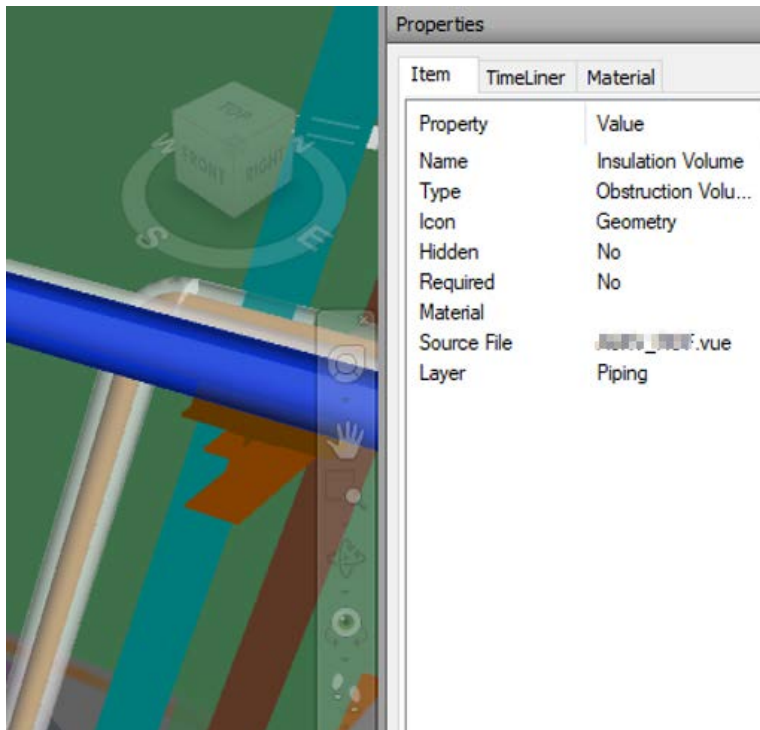 Properties
Item TimeLiner Material
Property Value
Name Insulation Volume
Type Obstruction Volu...
Icon Geometry
Hidden No
Required No
Material
Source File .vue
Layer Piping
TOP
FRONT RIGHT
W N
S E